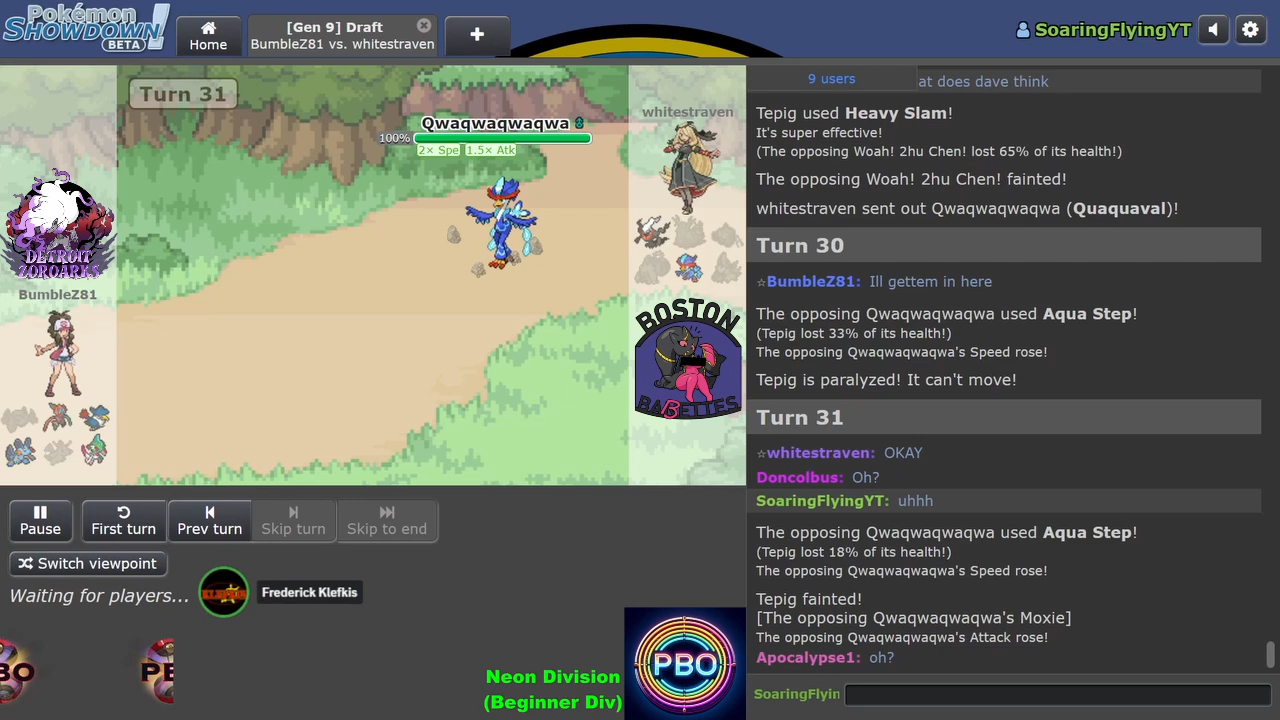 Pokémon
SHOWDOWN!
BETA
Home
[Gen 9] Draft
BumbleZ81 vs. whitestraven
+
SoaringFlyingYT
Turn 31
Qwaqwaqwaqwa
100%
2× Spe 1.5× Atk
DETROIT
ZOROARKS
BumbleZ81
whitestraven
BOSTON
BABETTES
Pause
First turn
Prev turn
Skip turn
Skip to end
Switch viewpoint
Waiting for players...
KLEFKIS
Frederick Klefkis
PBO
Neon Division
(Beginner Div)
PBO
9 users
at does dave think
Tepig used Heavy Slam!
It's super effective!
(The opposing Woah! 2hu Chen! lost 65% of its health!)
The opposing Woah! 2hu Chen! fainted!
whitestraven sent out Qwaqwaqwaqwa (Quaquaval)!
Turn 30
☆BumbleZ81: Ill gettem in here
The opposing Qwaqwaqwaqwa used Aqua Step!
(Tepig lost 33% of its health!)
The opposing Qwaqwaqwaqwa's Speed rose!
Tepig is paralyzed! It can't move!
Turn 31
☆whitestraven: OKAY
Doncolbus: Oh?
SoaringFlyingYT: uhhh
The opposing Qwaqwaqwaqwa used Aqua Step!
(Tepig lost 18% of its health!)
The opposing Qwaqwaqwaqwa's Speed rose!
Tepig fainted!
[The opposing Qwaqwaqwaqwa's Moxie]
The opposing Qwaqwaqwaqwa's Attack rose!
Apocalypse1: oh?
SoaringFlyin